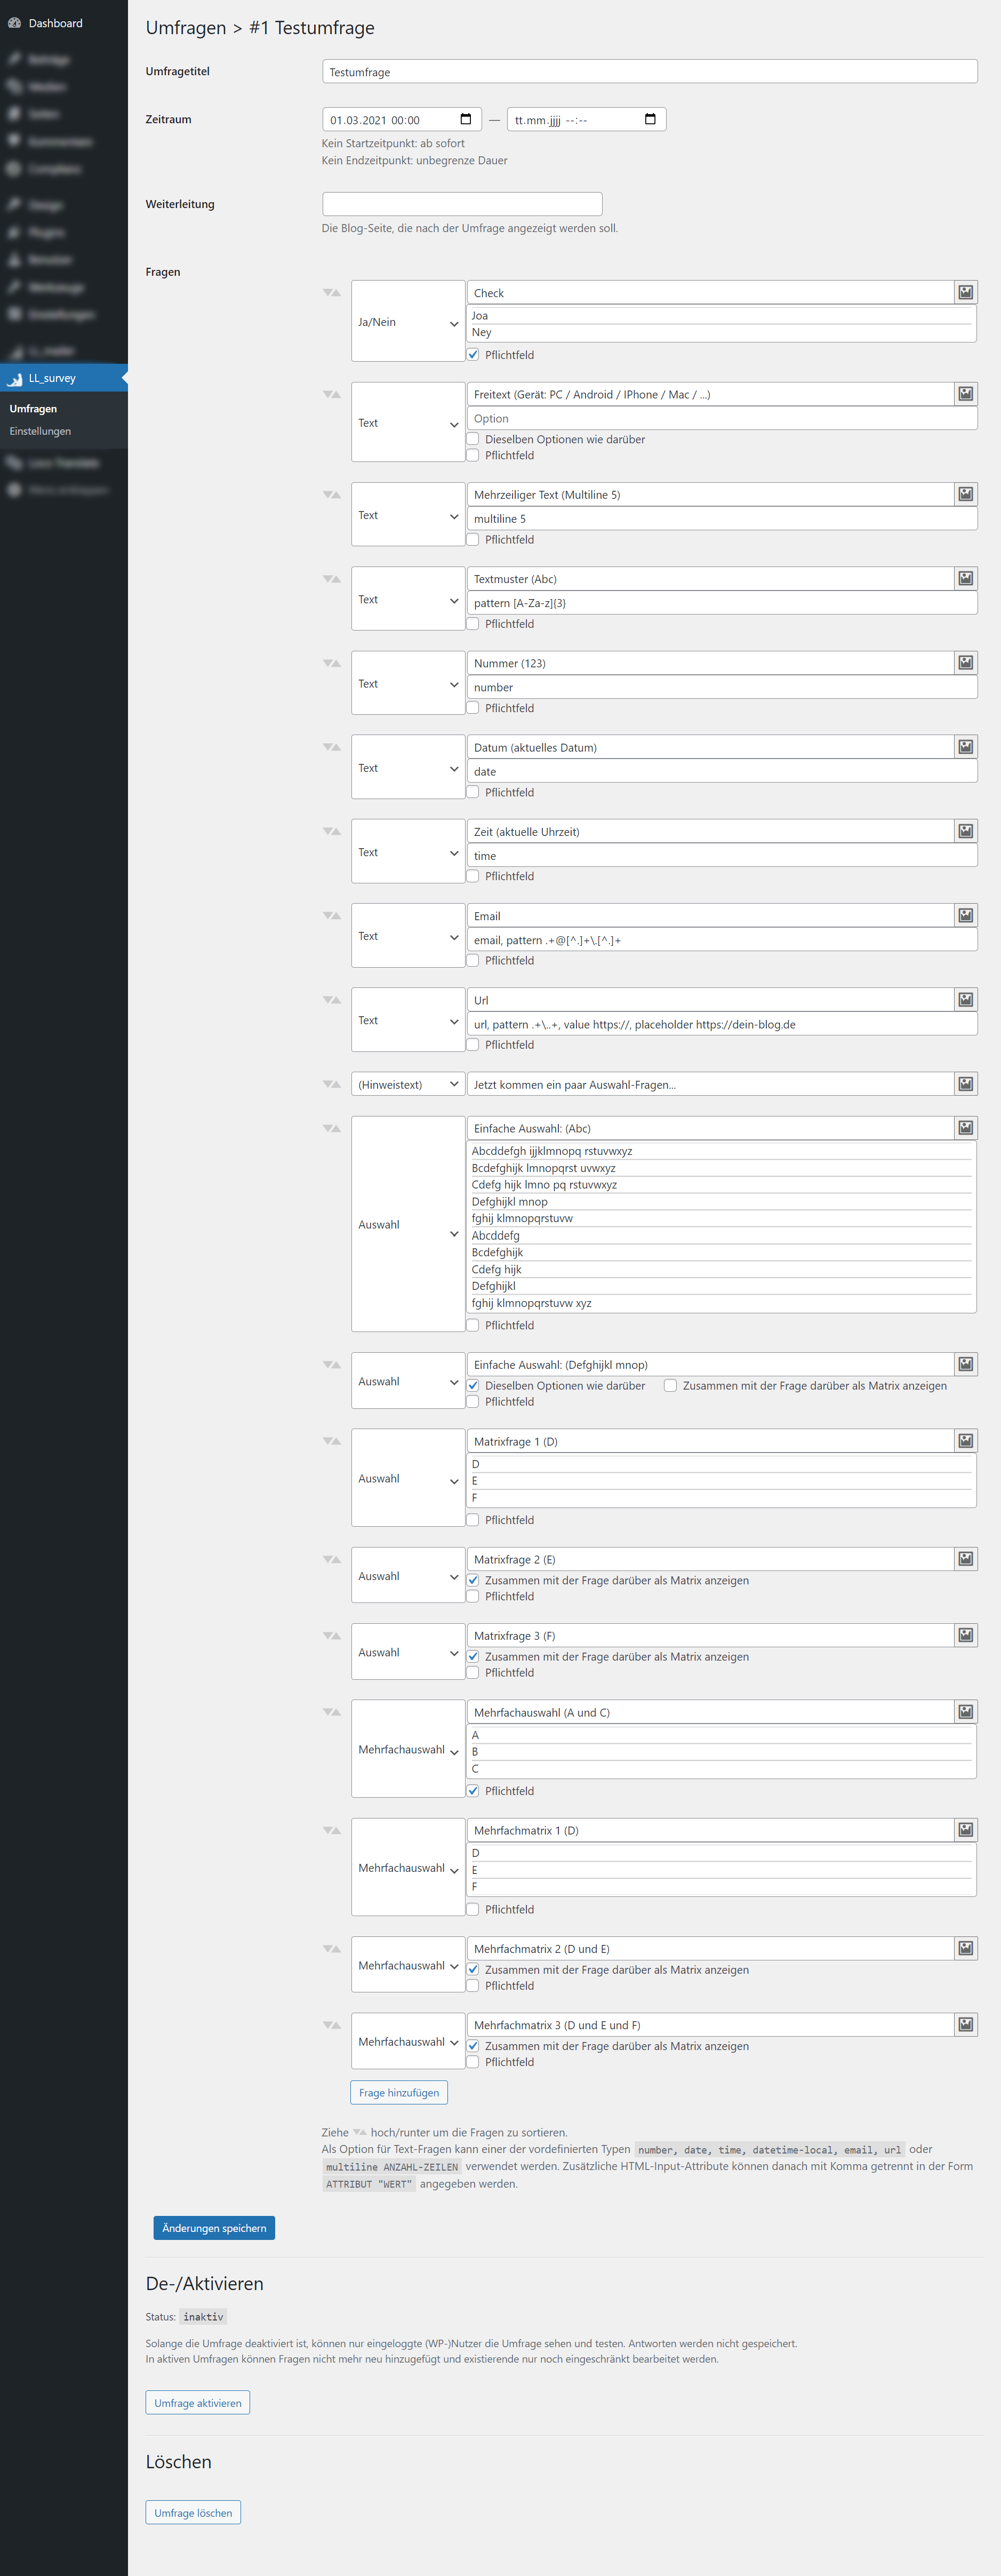 Dashboard
LL_survey
Umfragen
Einstellungen
Umfragen > #1 Testumfrage
Umfragetitel
Testumfrage
Zeitraum
01.03.2021 00:00 — tt.mm.jjjj --:--
Kein Startzeitpunkt: ab sofort
Kein Endzeitpunkt: unbegrenze Dauer
Weiterleitung
Die Blog-Seite, die nach der Umfrage angezeigt werden soll.
Fragen
Ja/Nein
Check
Joa
Ney
Pflichtfeld
Text
Freitext (Gerät: PC / Android / IPhone / Mac / ...)
Option
Dieselben Optionen wie darüber
Pflichtfeld
Text
Mehrzeiliger Text (Multiline 5)
multiline 5
Pflichtfeld
Text
Textmuster (Abc)
pattern [A-Za-z]{3}
Pflichtfeld
Text
Nummer (123)
number
Pflichtfeld
Text
Datum (aktuelles Datum)
date
Pflichtfeld
Text
Zeit (aktuelle Uhrzeit)
time
Pflichtfeld
Text
Email
email, pattern .+@[^.]+\.[^.]+
Pflichtfeld
Text
Url
url, pattern .+\..+, value https://, placeholder https://dein-blog.de
Pflichtfeld
(Hinweistext)
Jetzt kommen ein paar Auswahl-Fragen...
Auswahl
Einfache Auswahl: (Abc)
Abcddefgh ijjklmnopq rstuvwxyz
Bcdefghijk lmnopqrst uvwxyz
Cdefg hijk lmno pq rstuvwxyz
Defghijkl mnop
fghij klmnopqrstuvw
Abcddefg
Bcdefghijk
Cdefg hijk
Defghijkl
fghij klmnopqrstuvw xyz
Pflichtfeld
Auswahl
Einfache Auswahl: (Defghijkl mnop)
Dieselben Optionen wie darüber Zusammen mit der Frage darüber als Matrix anzeigen
Pflichtfeld
Auswahl
Matrixfrage 1 (D)
D
E
F
Pflichtfeld
Auswahl
Matrixfrage 2 (E)
Zusammen mit der Frage darüber als Matrix anzeigen
Pflichtfeld
Auswahl
Matrixfrage 3 (F)
Zusammen mit der Frage darüber als Matrix anzeigen
Pflichtfeld
Mehrfachauswahl
Mehrfachauswahl (A und C)
A
B
C
Pflichtfeld
Mehrfachauswahl
Mehrfachmatrix 1 (D)
D
E
F
Pflichtfeld
Mehrfachauswahl
Mehrfachmatrix 2 (D und E)
Zusammen mit der Frage darüber als Matrix anzeigen
Pflichtfeld
Mehrfachauswahl
Mehrfachmatrix 3 (D und E und F)
Zusammen mit der Frage darüber als Matrix anzeigen
Pflichtfeld
Frage hinzufügen
Ziehe hoch/runter um die Fragen zu sortieren.
Als Option für Text-Fragen kann einer der vordefinierten Typen number, date, time, datetime-local, email, url oder
multiline ANZAHL-ZEILEN verwendet werden. Zusätzliche HTML-Input-Attribute können danach mit Komma getrennt in der Form
ATTRIBUT "WERT" angegeben werden.
Änderungen speichern
De-/Aktivieren
Status: inaktiv
Solange die Umfrage deaktiviert ist, können nur eingeloggte (WP-)Nutzer die Umfrage sehen und testen. Antworten werden nicht gespeichert.
In aktiven Umfragen können Fragen nicht mehr neu hinzugefügt und existierende nur noch eingeschränkt bearbeitet werden.
Umfrage aktivieren
Löschen
Umfrage löschen